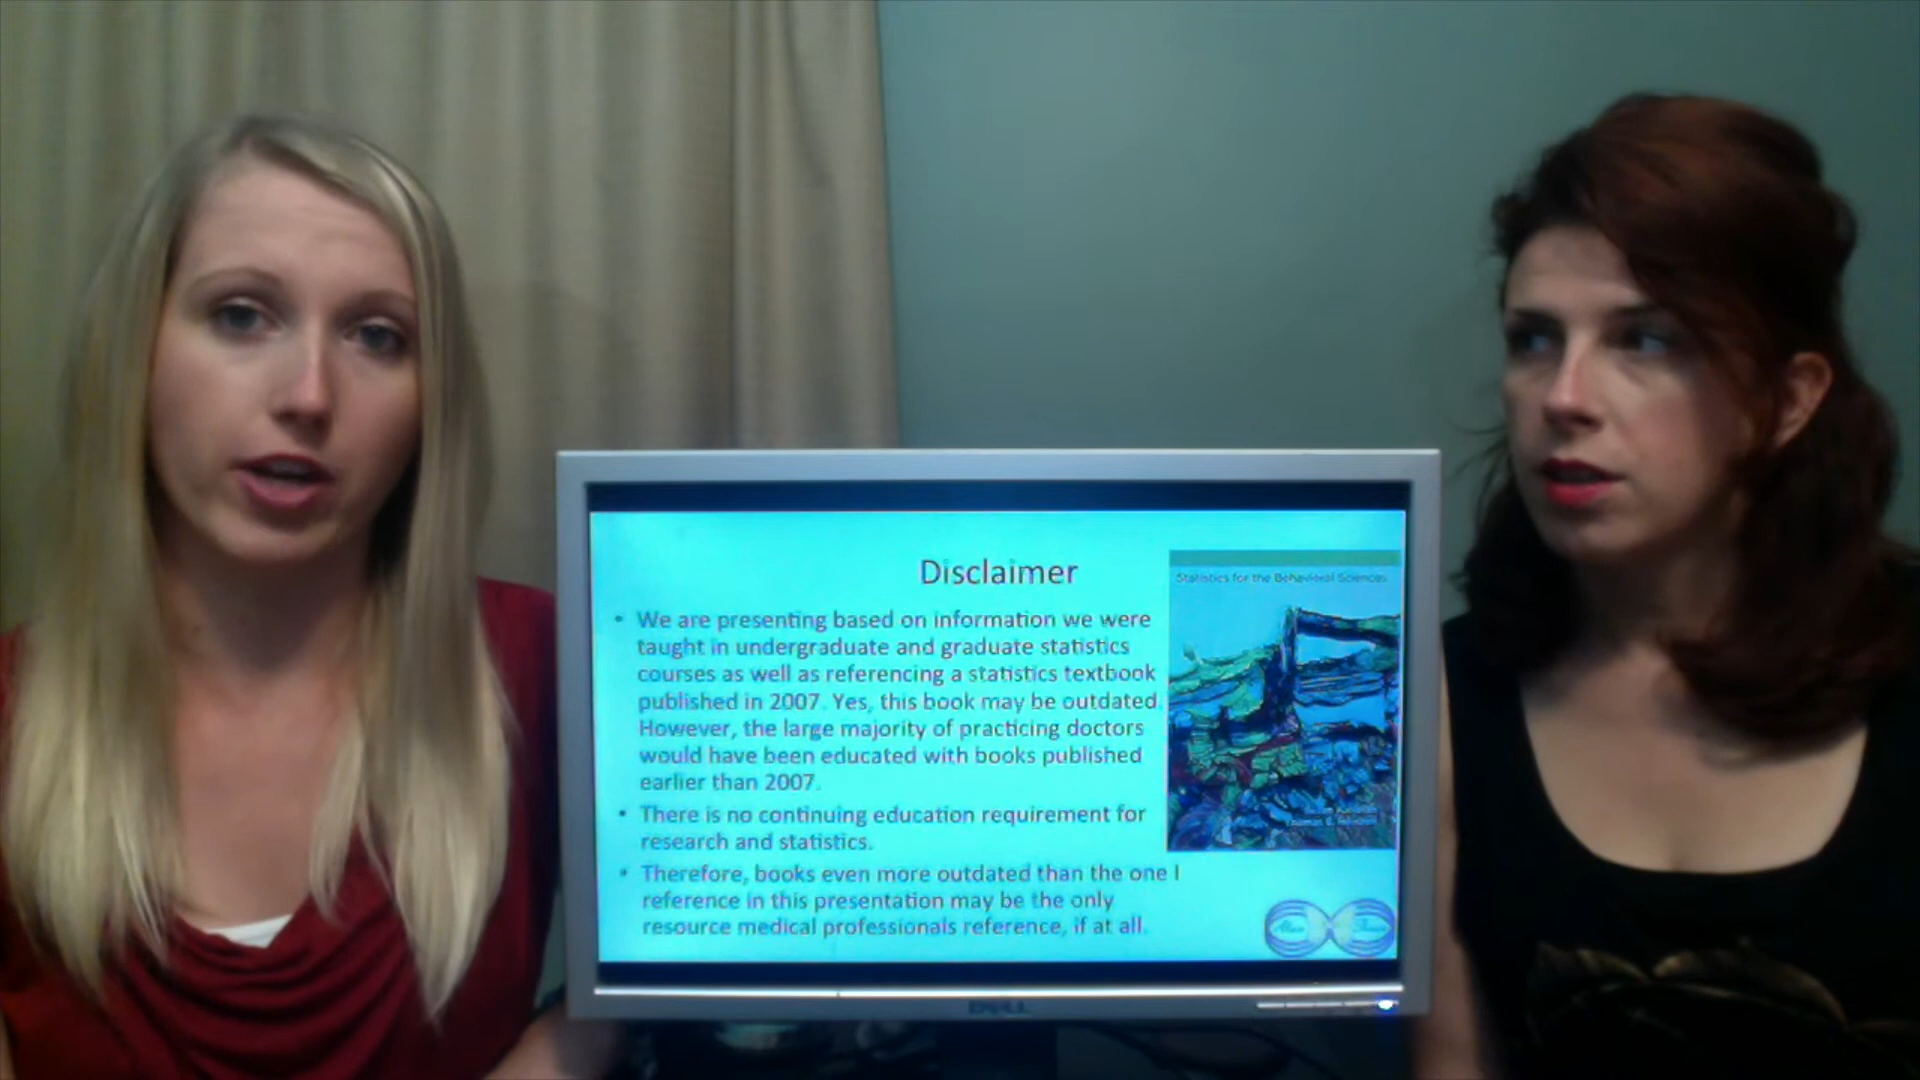 Disclaimer
Statistics for the Behavioral Sciences
• We are presenting based on information we were
taught in undergraduate and graduate statistics
courses as well as referencing a statistics textbook
published in 2007. Yes, this book may be outdated.
However, the large majority of practicing doctors
would have been educated with books published
earlier than 2007.
• There is no continuing education requirement for
research and statistics.
• Therefore, books even more outdated than the one I
reference in this presentation may be the only
resource medical professionals reference, if at all.
DELL